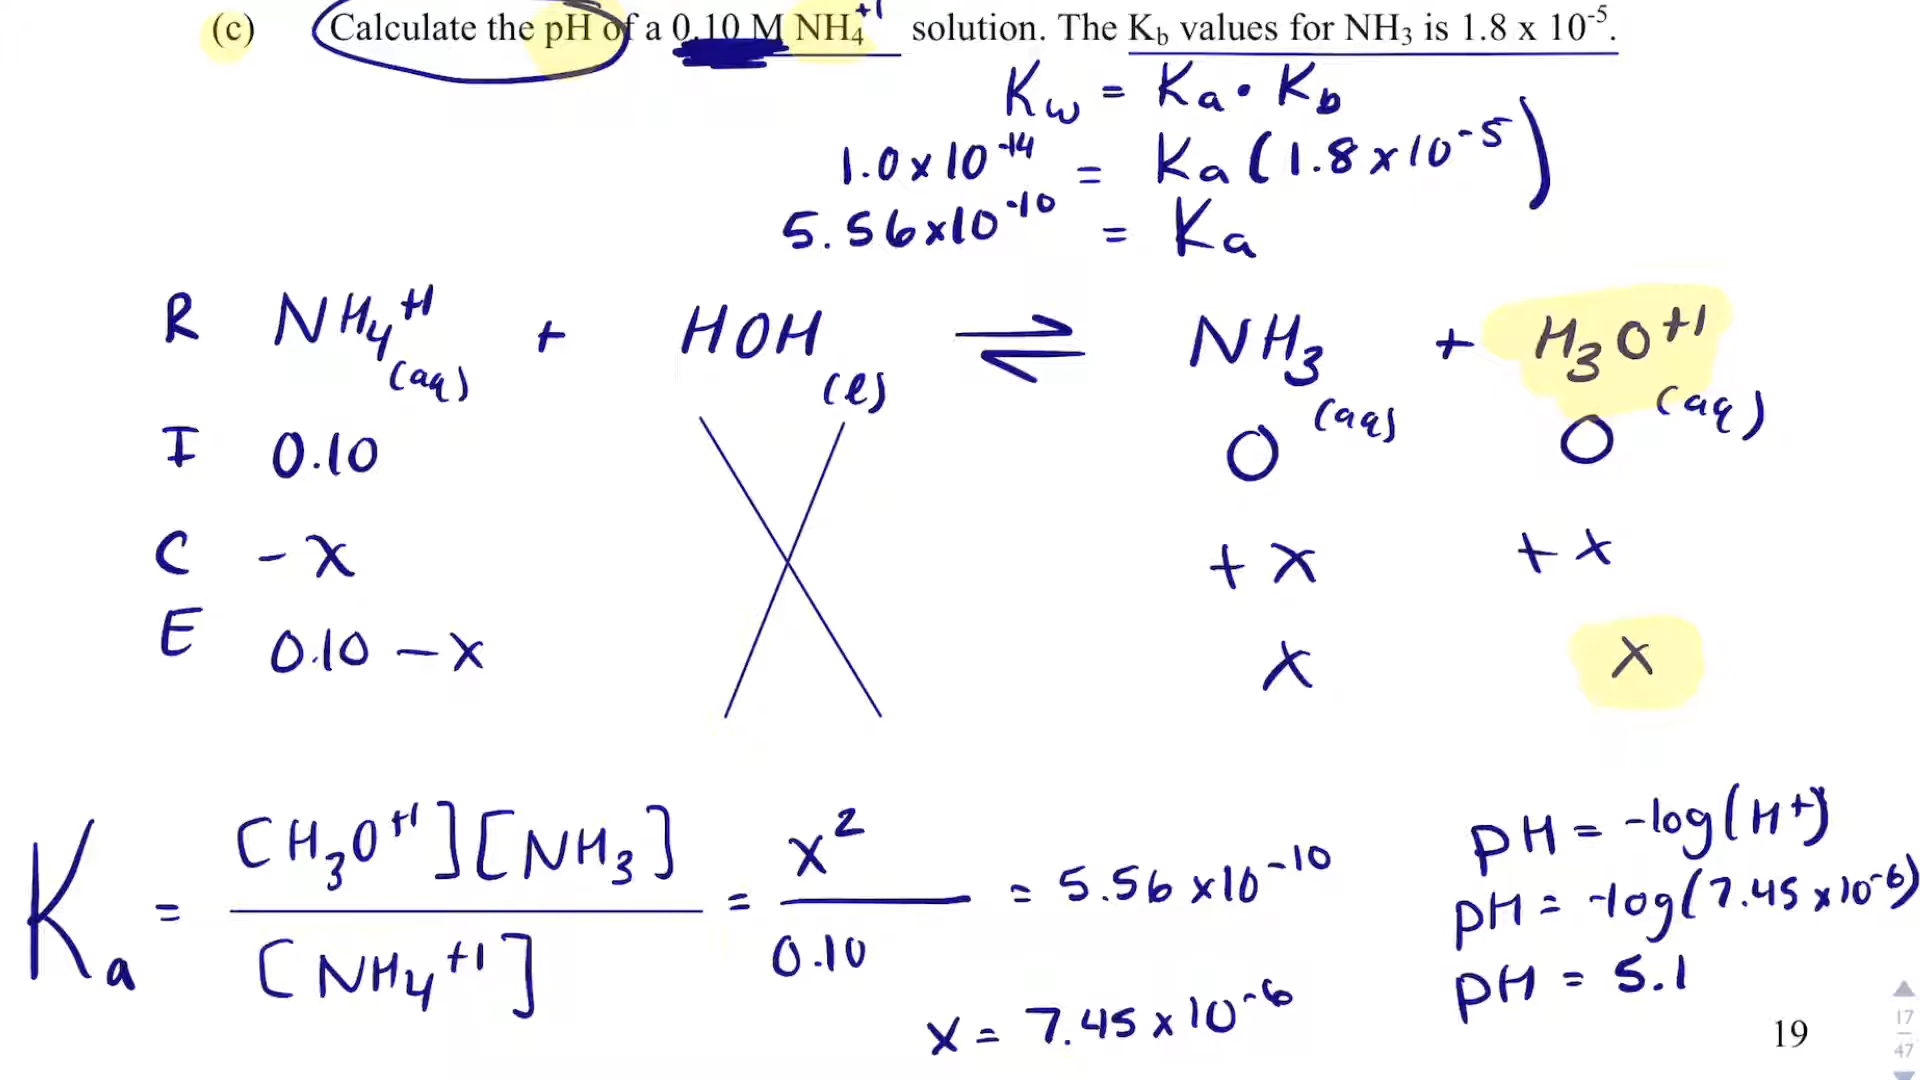 (c) Calculate the pH of a 0.10 M NH₄⁺¹ solution. The K_b values for NH₃ is 1.8 x 10⁻⁵.
Kw = Ka • Kb
1.0 x 10⁻¹⁴ = Ka (1.8 x 10⁻⁵)
5.56 x 10⁻¹⁰ = Ka
R NH₄⁺¹ (aq) + HOH (l) ⇌ NH₃ (aq) + H₃O⁺¹ (aq)
I 0.10 0 0
C - x + x + x
E 0.10 - x x x
Ka = [H₃O⁺¹][NH₃] / [NH₄⁺¹] = x² / 0.10 = 5.56 x 10⁻¹⁰
x = 7.45 x 10⁻⁶
pH = -log(H⁺)
pH = -log(7.45 x 10⁻⁶)
pH = 5.1
19
17
47